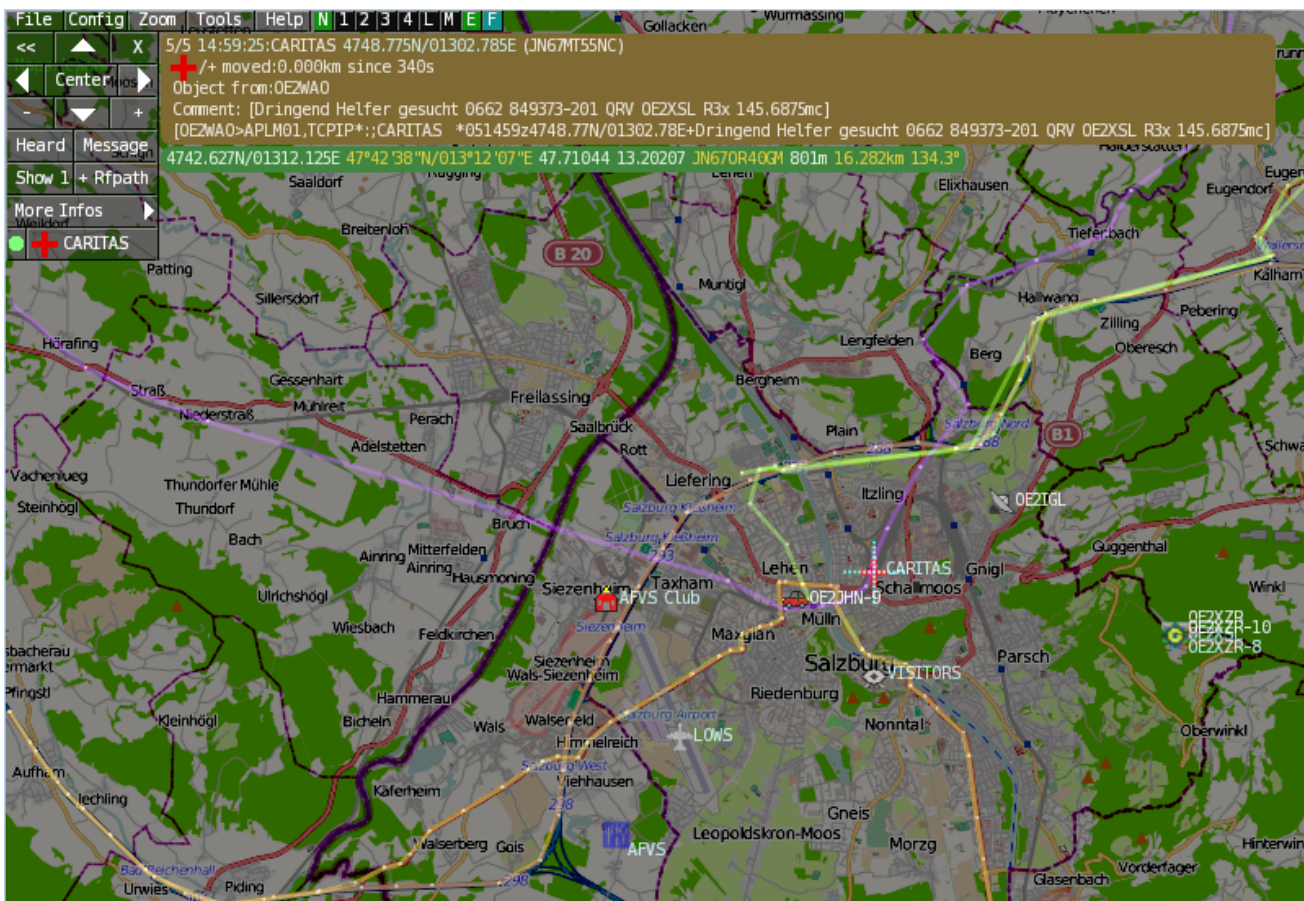 File Config Zoom Tools Help N 1 2 3 4 L M E F
<< X
Center
- +
Heard Message
Show 1 + Rfpath
More Infos
CARITAS
5/5 14:59:25:CARITAS 4748.775N/01302.785E (JN67MT55NC)
/+ moved:0.000km since 340s
Object from:OE2WAO
Comment: [Dringend Helfer gesucht 0662 849373-201 QRV OE2XSL R3x 145.6875mc]
[OE2WAO>APLM01,TCPIP*:;CARITAS *051459z4748.77N/01302.78E+Dringend Helfer gesucht 0662 849373-201 QRV OE2XSL R3x 145.6875mc]
4742.627N/01312.125E 47°42'38"N/013°12'07"E 47.71044 13.20207 JN67OR40GM 801m 16.282km 134.3°
Gollacken
Wurmassing
Saaldorf
Elixhausen
Eugendorf
Breitenloh
Tiefenbach
B 20
Patting
Muntigl
Sillersdorf
Hallwang
Pebering
Zilling
Hörafing
Lengfelden
Oberesch
Berg
Gessenhart
Bergheim
Straß
Freilassing
Niederstraß
Mühlreit
Perach
Saalbrück
Plain
Salzburg Nord
B1
288
Adelstetten
Rott
Vachenlueg
Liefering
Thundorfer Mühle
Itzling
Steinhögl
Thundorf
Salzburg Kleßheim
OE2IGL
Bruch
Bach
Salzburg Kleßheim
293
Ainring
Mitterfelden
Ainring
Guggenthal
Hausmoning
Lehen
CARITAS
Gnigl
Siezenheim
Taxham
Schallmoos
Winkl
Ulrichshögl
AFVS Club
OE2JHN-9
Mülln
OE2XZR
OE2XZR-10
OE2XZR-8
Wiesbach
Feldkirchen
Siezenheim
Maxglan
Siezenheim
Wals-Siezenheim
Salzburg
Parsch
VISITORS
Pfingstl
Hammerau
Riedenburg
Kleinhögl
Bicheln
Wals
Walserfeld
Salzburg Airport
Nonntal
LOWS
Oberwinkl
Himmelreich
Salzburg West
Aufham
Viehhausen
Jechling
Käferheim
298
Gneis
Walserberg
Gois
AFVS
Leopoldskron-Moos
Morzg
Hinterwin
Bad Reichenhall
298
Vorderfager
Urwies
Piding
Glasenbach